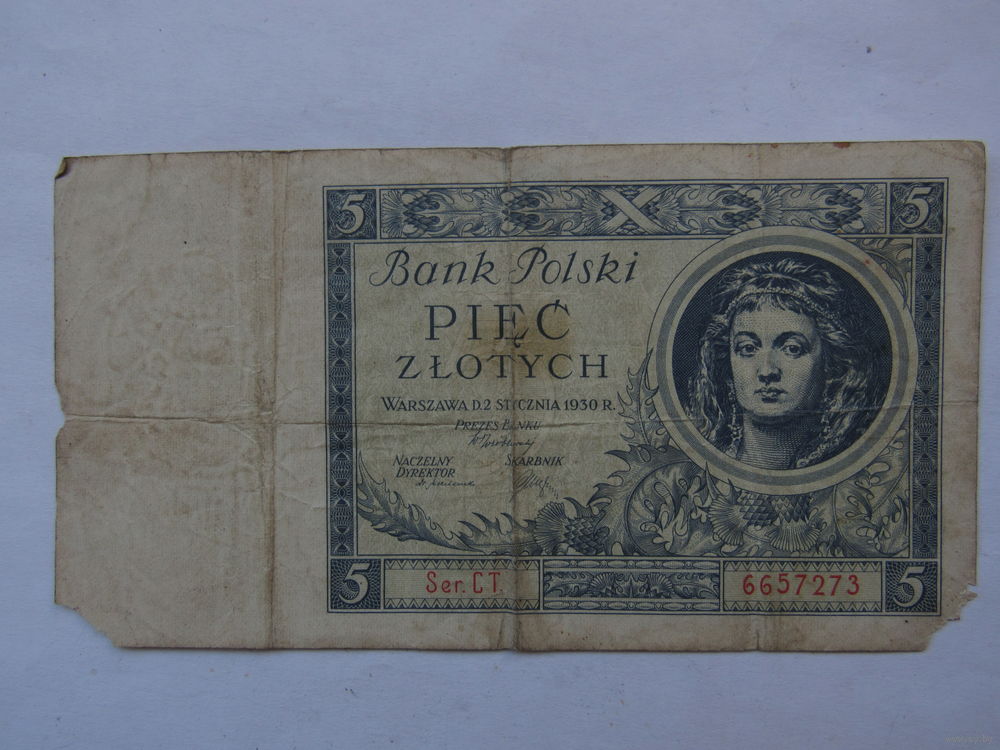 5 5
Bank Polski
PIĘĆ
ZŁOTYCH
WARSZAWA D. 2 STYCZNIA 1930 R.
PREZES BANKU
NACZELNY
DYREKTOR
SKARBNIK
5 Ser. CT. 6657273 5